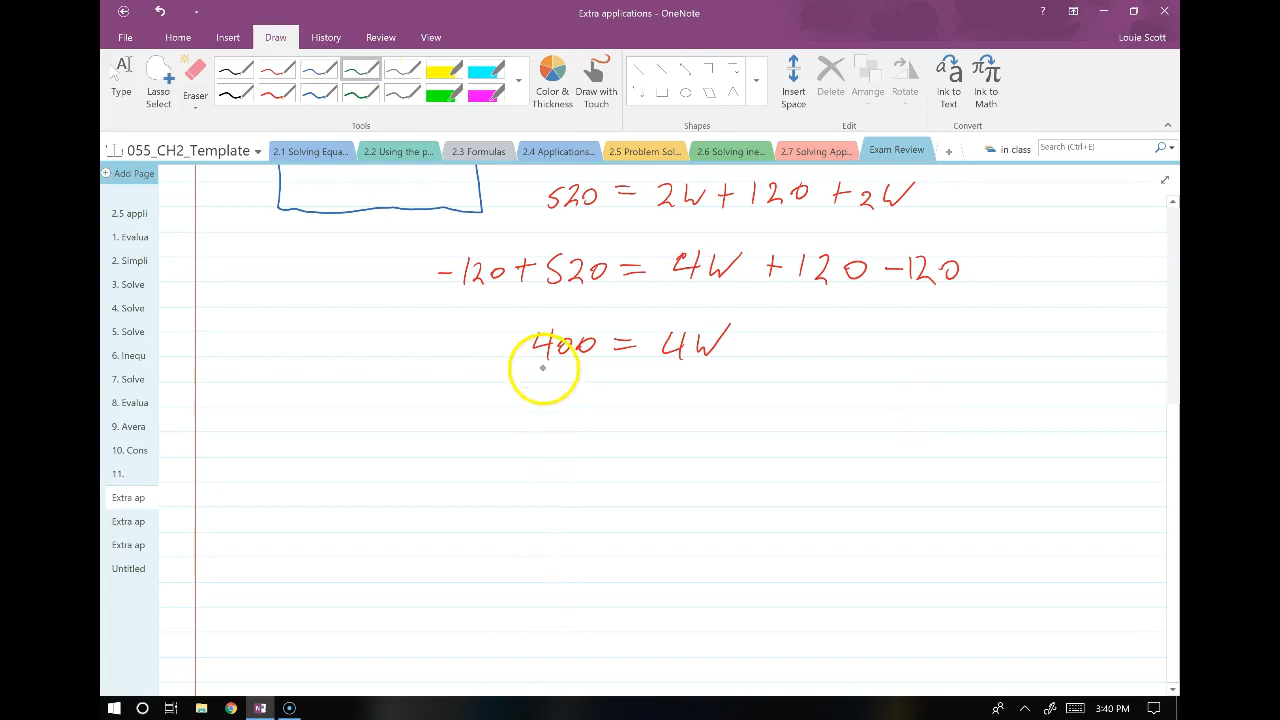 Extra applications - OneNote
File Home Insert Draw History Review View
Louie Scott
Type
Lasso Select
Eraser
Color & Thickness
Draw with Touch
Insert Space
Delete
Arrange
Rotate
Ink to Text
Ink to Math
Tools
Shapes
Edit
Convert
055_CH2_Template
2.1 Solving Equa...
2.2 Using the p...
2.3 Formulas
2.4 Applications...
2.5 Problem Sol...
2.6 Solving ine...
2.7 Solving App...
Exam Review
in class
Search (Ctrl+E)
Add Page
2.5 appli
1. Evalua
2. Simpli
3. Solve
4. Solve
5. Solve
6. Inequ
7. Solve
8. Evalua
9. Avera
10. Cons
11.
Extra ap
Extra ap
Extra ap
Untitled
520 = 2W + 120 + 2W
-120 + 520 = 4W + 120 - 120
400 = 4W
3:40 PM